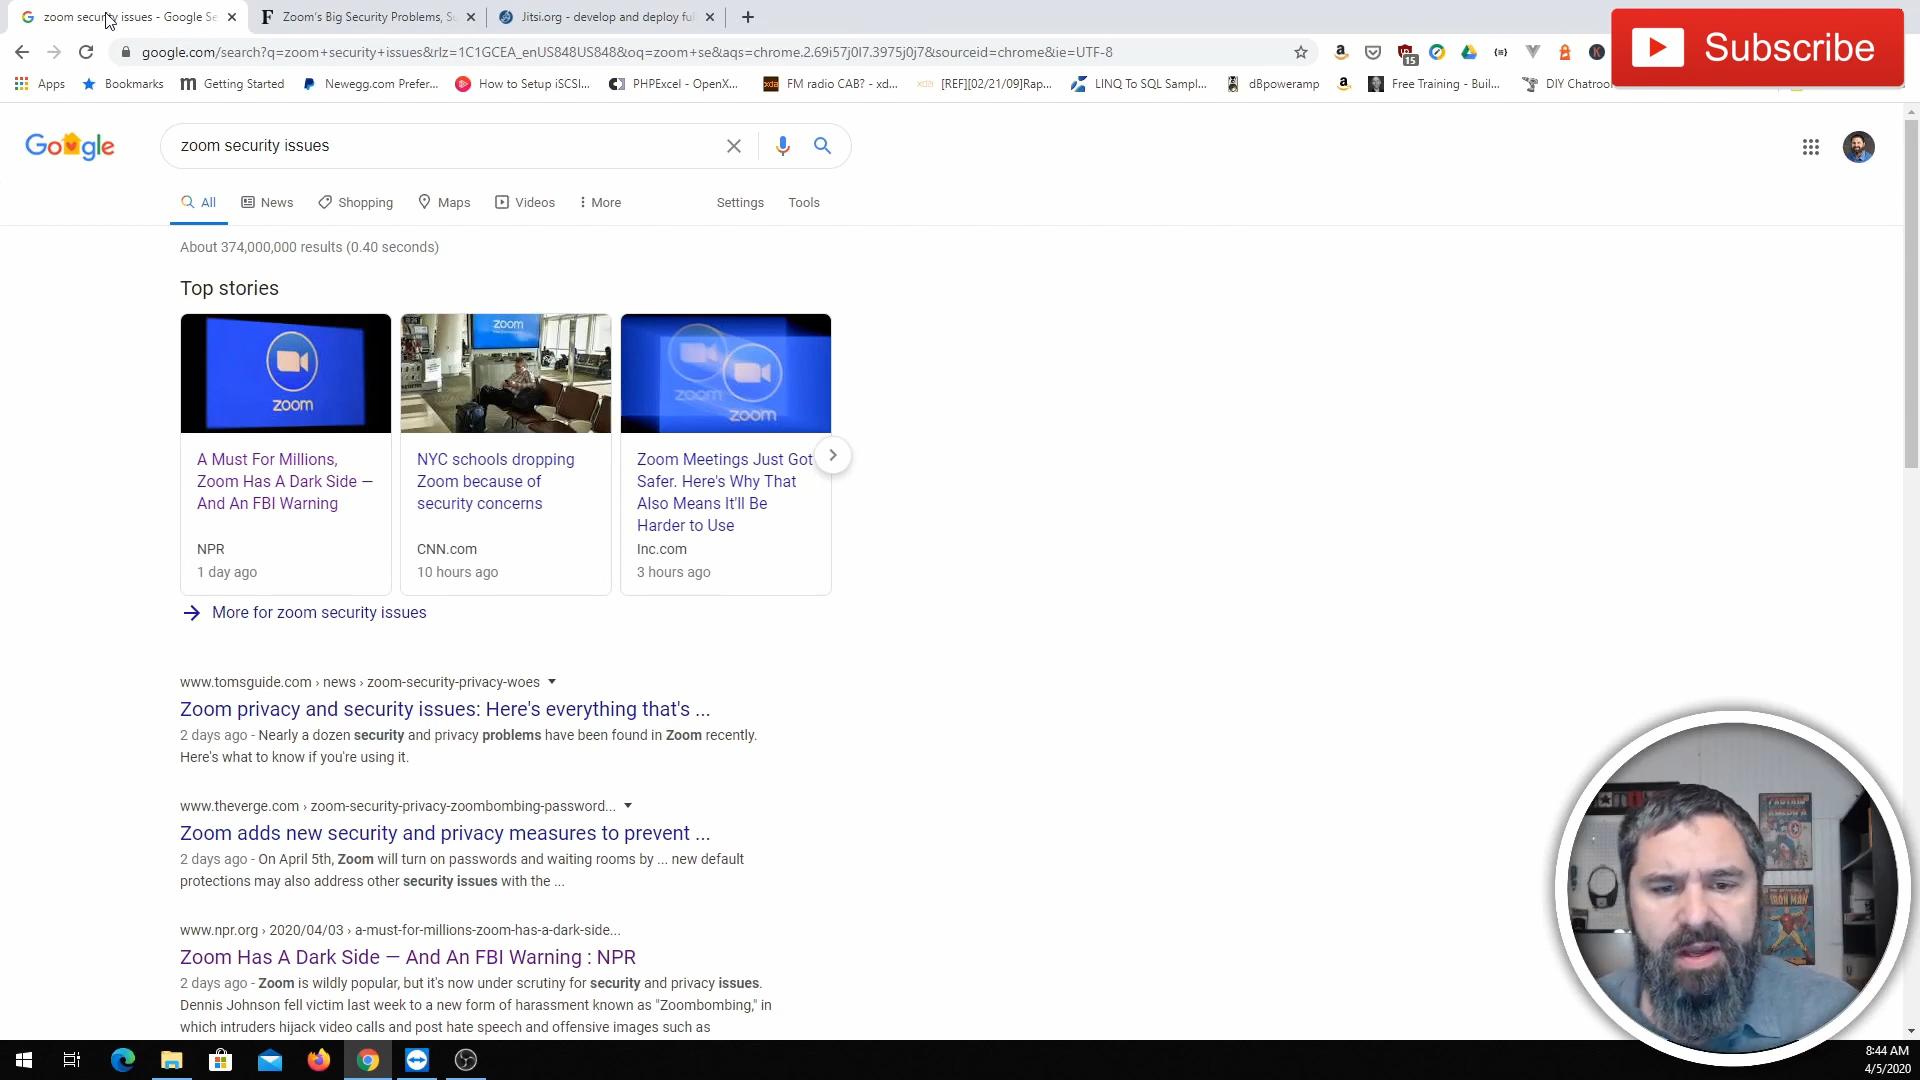 zoom security issues - Google Se
Zoom's Big Security Problems, Su
Jitsi.org - develop and deploy ful
google.com/search?q=zoom+security+issues&rlz=1C1GCEA_enUS848US848&oq=zoom+se&aqs=chrome.2.69i57j0l7.3975j0j7&sourceid=chrome&ie=UTF-8
15
Subscribe
Apps
Bookmarks
Getting Started
Newegg.com Prefer...
How to Setup iSCSI...
PHPExcel - OpenX...
FM radio CAB? - xd...
[REF][02/21/09]Rap...
LINQ To SQL Sampl...
dBpoweramp
Free Training - Buil...
DIY Chatroo
Google
zoom security issues
All
News
Shopping
Maps
Videos
More
Settings
Tools
About 374,000,000 results (0.40 seconds)
Top stories
zoom
zoom
zoom
zoom
A Must For Millions,
Zoom Has A Dark Side —
And An FBI Warning
NPR
1 day ago
NYC schools dropping
Zoom because of
security concerns
CNN.com
10 hours ago
Zoom Meetings Just Got
Safer. Here's Why That
Also Means It'll Be
Harder to Use
Inc.com
3 hours ago
More for zoom security issues
www.tomsguide.com › news › zoom-security-privacy-woes
Zoom privacy and security issues: Here's everything that's ...
2 days ago - Nearly a dozen security and privacy problems have been found in Zoom recently.
Here's what to know if you're using it.
www.theverge.com › zoom-security-privacy-zoombombing-password...
Zoom adds new security and privacy measures to prevent ...
2 days ago - On April 5th, Zoom will turn on passwords and waiting rooms by ... new default
protections may also address other security issues with the ...
www.npr.org › 2020/04/03 › a-must-for-millions-zoom-has-a-dark-side...
Zoom Has A Dark Side — And An FBI Warning : NPR
2 days ago - Zoom is wildly popular, but it's now under scrutiny for security and privacy issues.
Dennis Johnson fell victim last week to a new form of harassment known as "Zoombombing," in
which intruders hijack video calls and post hate speech and offensive images such as
CAPTAIN
AMERICA
IRON MAN
8:44 AM
4/5/2020